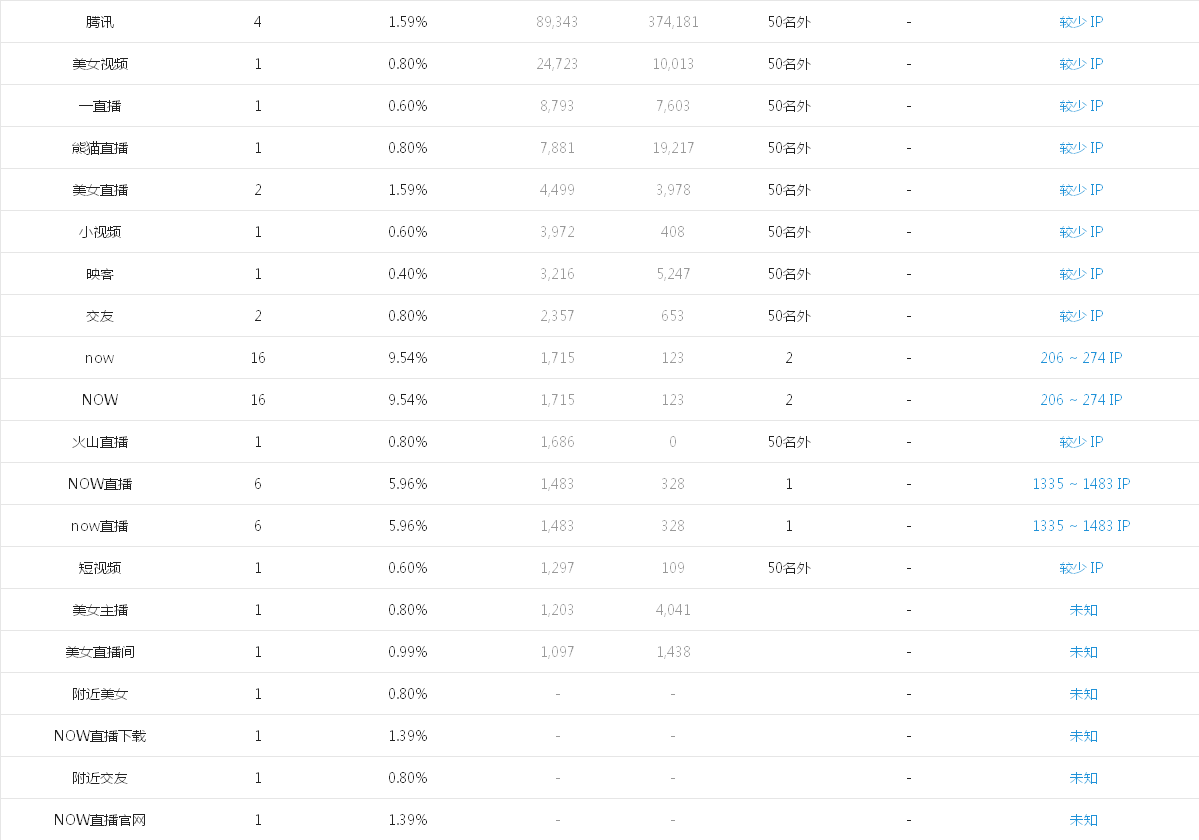 腾讯 4 1.59% 89,343 374,181 50名外 - 较少 IP
美女视频 1 0.80% 24,723 10,013 50名外 - 较少 IP
一直播 1 0.60% 8,793 7,603 50名外 - 较少 IP
熊猫直播 1 0.80% 7,881 19,217 50名外 - 较少 IP
美女直播 2 1.59% 4,499 3,978 50名外 - 较少 IP
小视频 1 0.60% 3,972 408 50名外 - 较少 IP
映客 1 0.40% 3,216 5,247 50名外 - 较少 IP
交友 2 0.80% 2,357 653 50名外 - 较少 IP
now 16 9.54% 1,715 123 2 - 206 ~ 274 IP
NOW 16 9.54% 1,715 123 2 - 206 ~ 274 IP
火山直播 1 0.80% 1,686 0 50名外 - 较少 IP
NOW直播 6 5.96% 1,483 328 1 - 1335 ~ 1483 IP
now直播 6 5.96% 1,483 328 1 - 1335 ~ 1483 IP
短视频 1 0.60% 1,297 109 50名外 - 较少 IP
美女主播 1 0.80% 1,203 4,041 - 未知
美女直播间 1 0.99% 1,097 1,438 - 未知
附近美女 1 0.80% - - - 未知
NOW直播下载 1 1.39% - - - 未知
附近交友 1 0.80% - - - 未知
NOW直播官网 1 1.39% - - - 未知